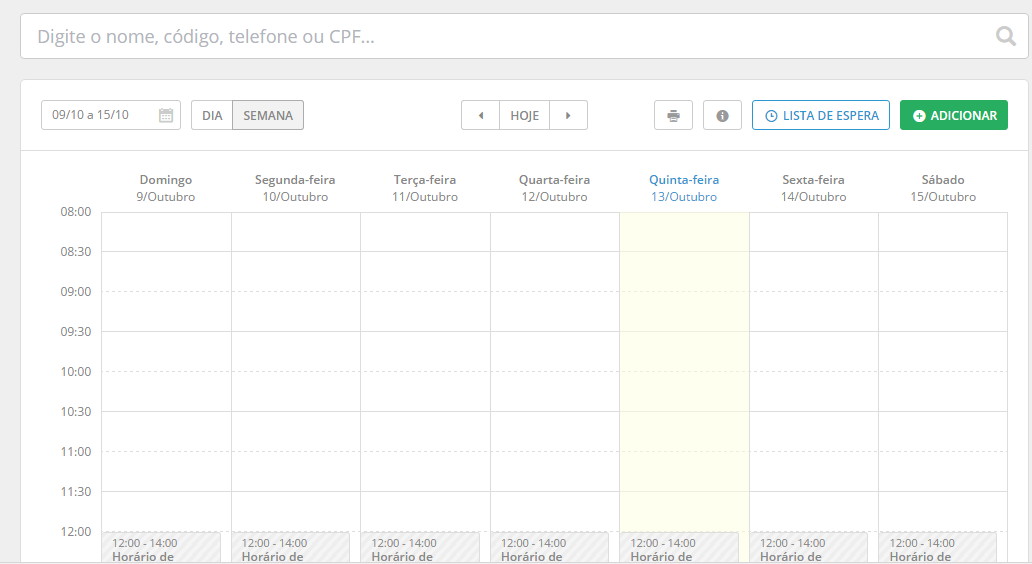 Digite o nome, código, telefone ou CPF...
09/10 a 15/10 DIA SEMANA HOJE LISTA DE ESPERA ADICIONAR
Domingo Segunda-feira Terça-feira Quarta-feira Quinta-feira Sexta-feira Sábado
9/Outubro 10/Outubro 11/Outubro 12/Outubro 13/Outubro 14/Outubro 15/Outubro
08:00
08:30
09:00
09:30
10:00
10:30
11:00
11:30
12:00
12:00 - 14:00 12:00 - 14:00 12:00 - 14:00 12:00 - 14:00 12:00 - 14:00 12:00 - 14:00 12:00 - 14:00
Horário de Horário de Horário de Horário de Horário de Horário de Horário de